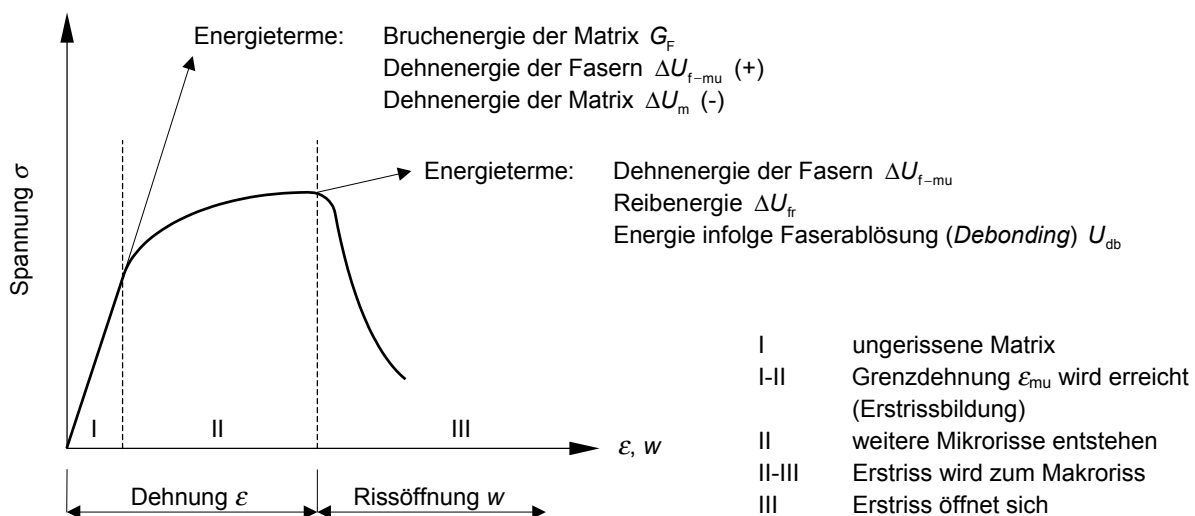 Energieterme: Bruchenergie der Matrix G_F
Dehnenergie der Fasern ΔU_f–mu (+)
Dehnenergie der Matrix ΔU_m (-)
Energieterme: Dehnenergie der Fasern ΔU_f–mu
Reibenergie ΔU_fr
Energie infolge Faserablösung (Debonding) U_db
Spannung σ
I II III
ε, w
Dehnung ε Rissöffnung w
I ungerissene Matrix
I-II Grenzdehnung ε_mu wird erreicht
(Erstrissbildung)
II weitere Mikrorisse entstehen
II-III Erstriss wird zum Makroriss
III Erstriss öffnet sich